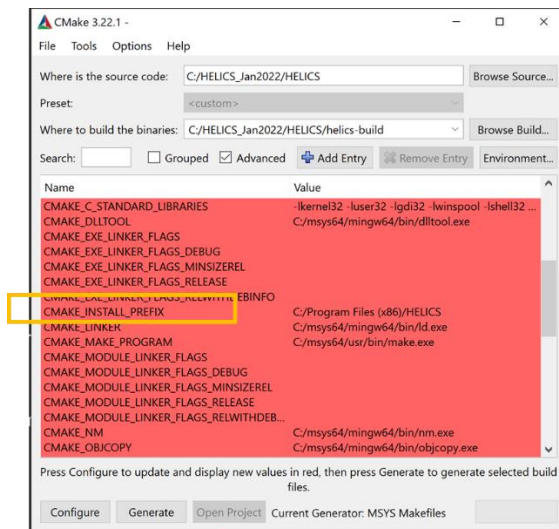 CMake 3.22.1 -
File Tools Options Help
Where is the source code: C:/HELICS_Jan2022/HELICS Browse Source...
Preset: <custom>
Where to build the binaries: C:/HELICS_Jan2022/HELICS/helics-build Browse Build...
Search: Grouped Advanced Add Entry Remove Entry Environment...
Name Value
CMAKE_C_STANDARD_LIBRARIES -lkernel32 -luser32 -lgdi32 -lwinspool -lshell32 ...
CMAKE_DLLTOOL C:/msys64/mingw64/bin/dlltool.exe
CMAKE_EXE_LINKER_FLAGS
CMAKE_EXE_LINKER_FLAGS_DEBUG
CMAKE_EXE_LINKER_FLAGS_MINSIZEREL
CMAKE_EXE_LINKER_FLAGS_RELEASE
CMAKE_EXE_LINKER_FLAGS_RELWITHDEBINFO
CMAKE_INSTALL_PREFIX C:/Program Files (x86)/HELICS
CMAKE_LINKER C:/msys64/mingw64/bin/ld.exe
CMAKE_MAKE_PROGRAM C:/msys64/usr/bin/make.exe
CMAKE_MODULE_LINKER_FLAGS
CMAKE_MODULE_LINKER_FLAGS_DEBUG
CMAKE_MODULE_LINKER_FLAGS_MINSIZEREL
CMAKE_MODULE_LINKER_FLAGS_RELEASE
CMAKE_MODULE_LINKER_FLAGS_RELWITHDEB...
CMAKE_NM C:/msys64/mingw64/bin/nm.exe
CMAKE_OBJCOPY C:/msys64/mingw64/bin/objcopy.exe
Press Configure to update and display new values in red, then press Generate to generate selected build
files.
Configure Generate Open Project Current Generator: MSYS Makefiles